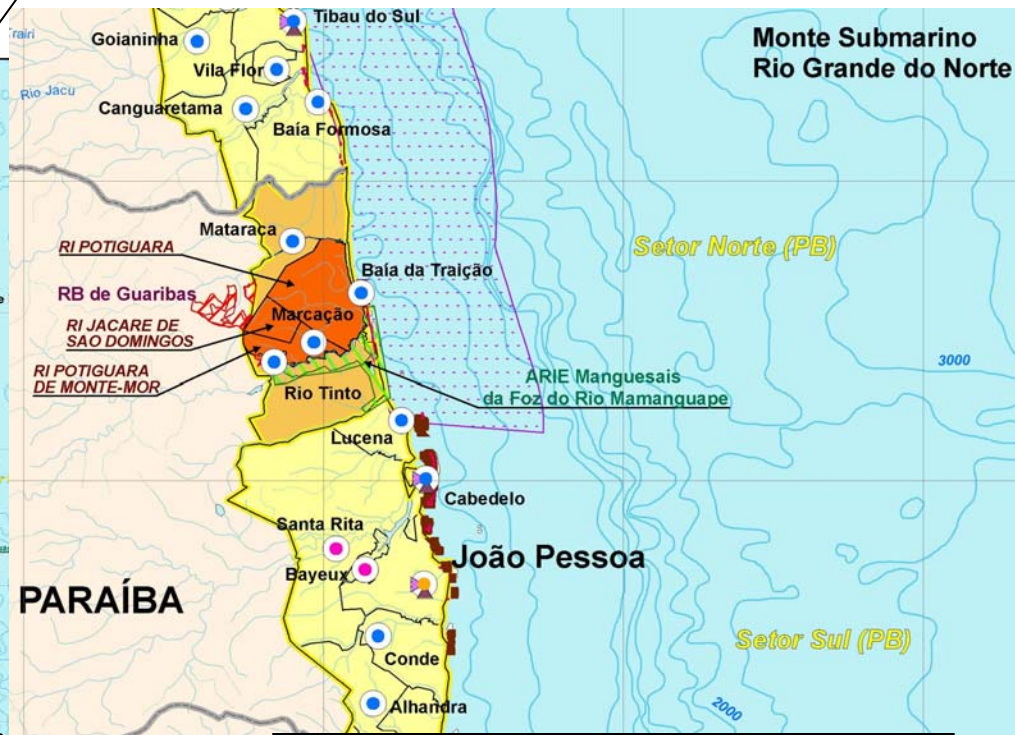 Tibau do Sul
Goianinha
Vila Flor
Rio Jacu
Canguaretama
Baía Formosa
Monte Submarino
Rio Grande do Norte
Mataraca
RI POTIGUARA
Setor Norte (PB)
Baía da Traição
RB de Guaribas
Marcação
RI JACARE DE
SAO DOMINGOS
RI POTIGUARA
DE MONTE-MOR
3000
ARIE Manguesais
da Foz do Rio Mamanguape
Rio Tinto
Lucena
Cabedelo
Santa Rita
João Pessoa
Bayeux
PARAÍBA
Setor Sul (PB)
Conde
Alhandra
2000